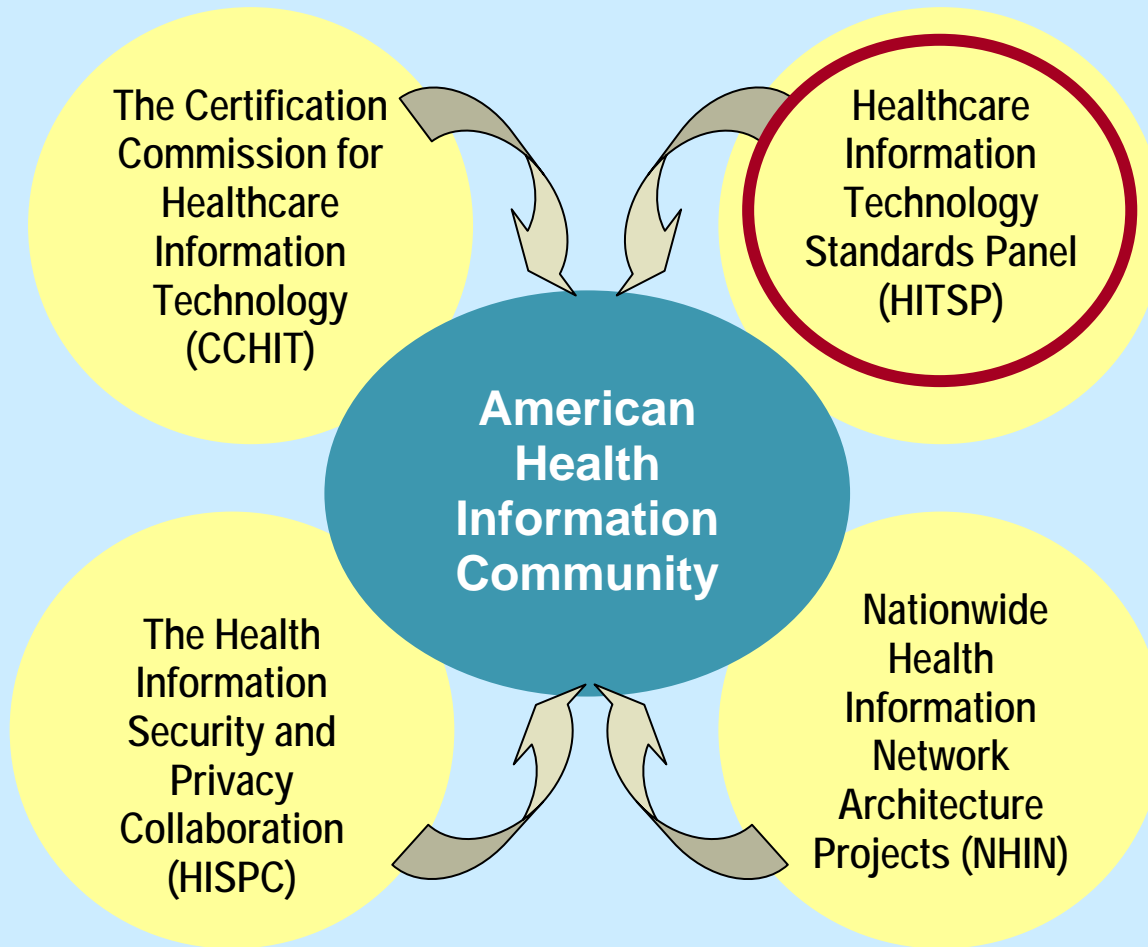 The Certification
Commission for
Healthcare
Information
Technology
(CCHIT)
Healthcare
Information
Technology
Standards Panel
(HITSP)
American
Health
Information
Community
The Health
Information
Security and
Privacy
Collaboration
(HISPC)
Nationwide
Health
Information
Network
Architecture
Projects (NHIN)